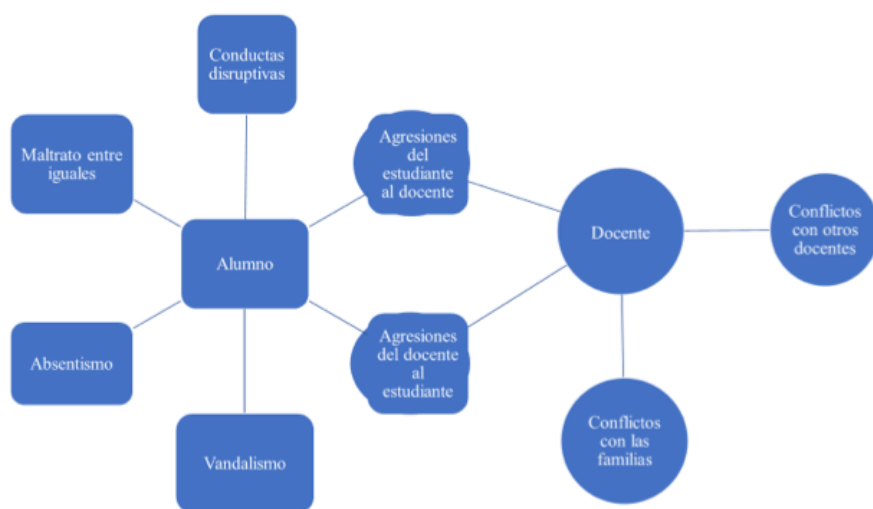 Conductas
disruptivas
Maltrato entre
iguales
Agresiones
del
estudiante
al docente
Alumno
Docente
Conflictos
con otros
docentes
Absentismo
Agresiones
del docente
al
estudiante
Vandalismo
Conflictos
con las
familias